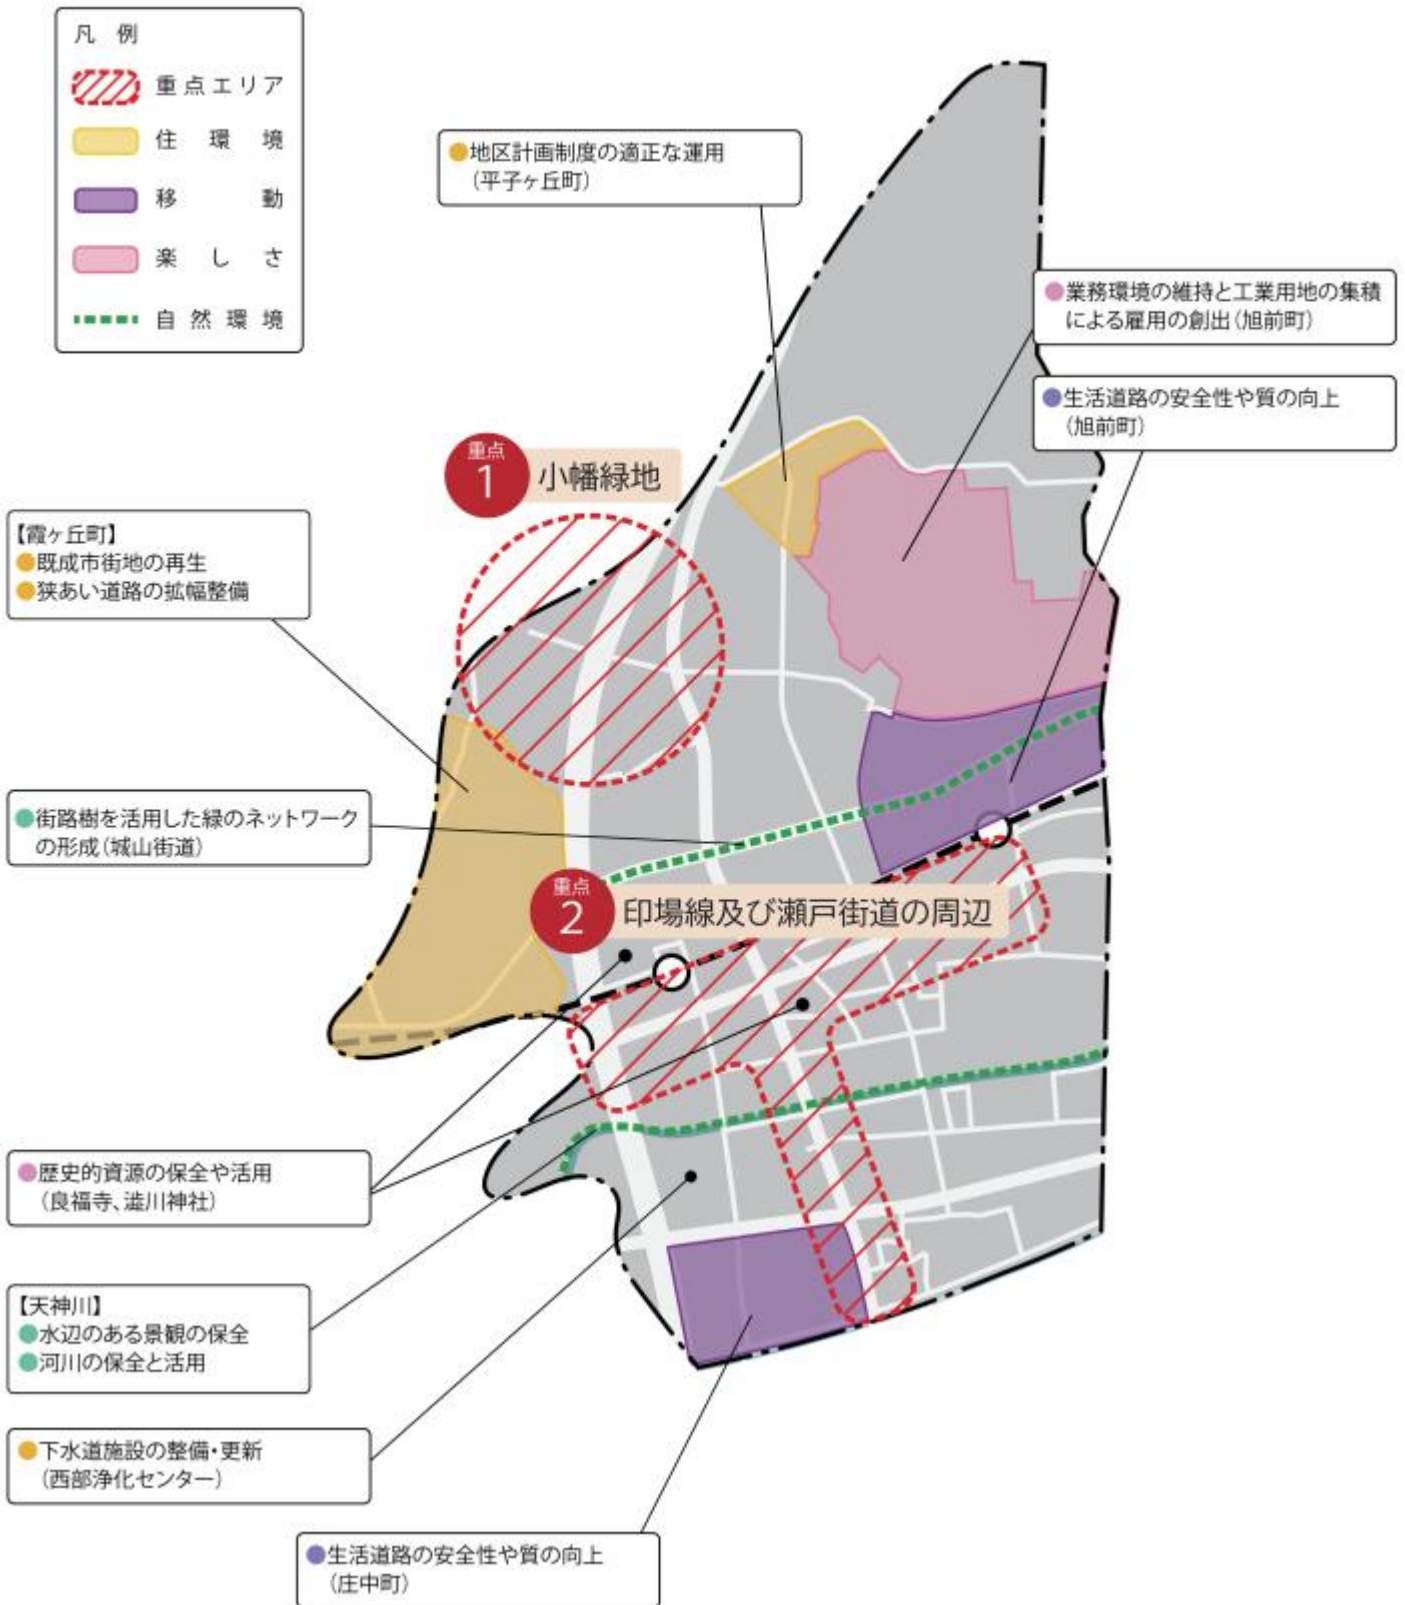 凡 例
重点エリア
住環境
移動
楽しさ
自然環境
●地区計画制度の適正な運用
(平子ヶ丘町)
●業務環境の維持と工業用地の集積
による雇用の創出(旭前町)
●生活道路の安全性や質の向上
(旭前町)
重点
1
小幡緑地
【霞ヶ丘町】
●既成市街地の再生
●狭あい道路の拡幅整備
●街路樹を活用した緑のネットワーク
の形成(城山街道)
重点
2
印場線及び瀬戸街道の周辺
●歴史的資源の保全や活用
(良福寺、澁川神社)
【天神川】
●水辺のある景観の保全
●河川の保全と活用
●下水道施設の整備・更新
(西部浄化センター)
●生活道路の安全性や質の向上
(庄中町)